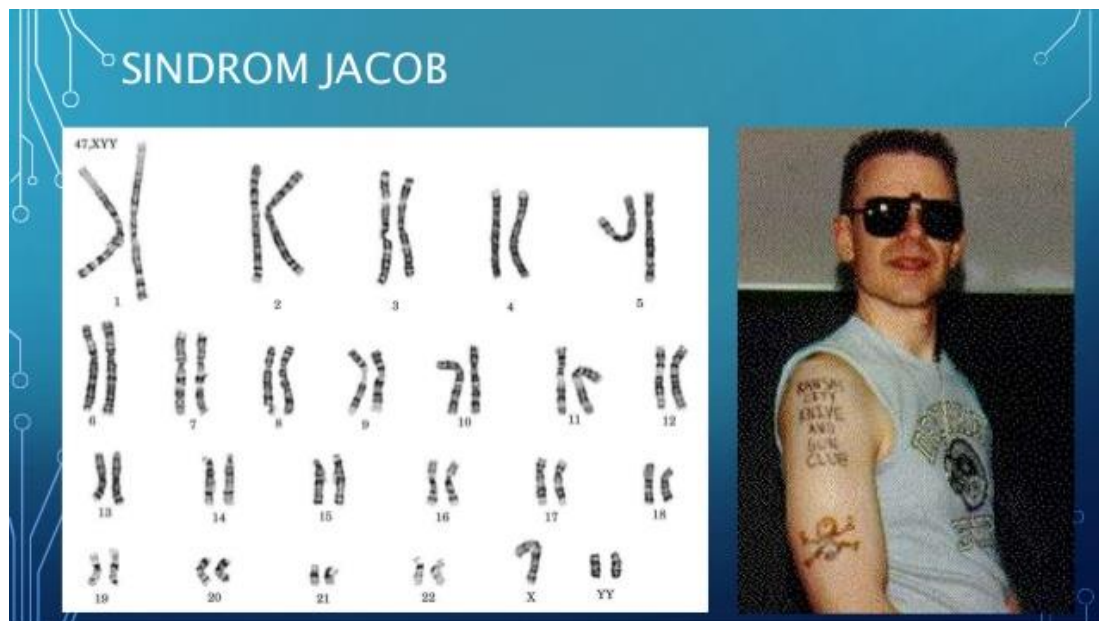 SINDROM JACOB
47,XYY
1 2 3 4 5
6 7 8 9 10 11 12
13 14 15 16 17 18
19 20 21 22 X YY
KANSAS
CITY
KNIVE
AND
GUN
CLUB